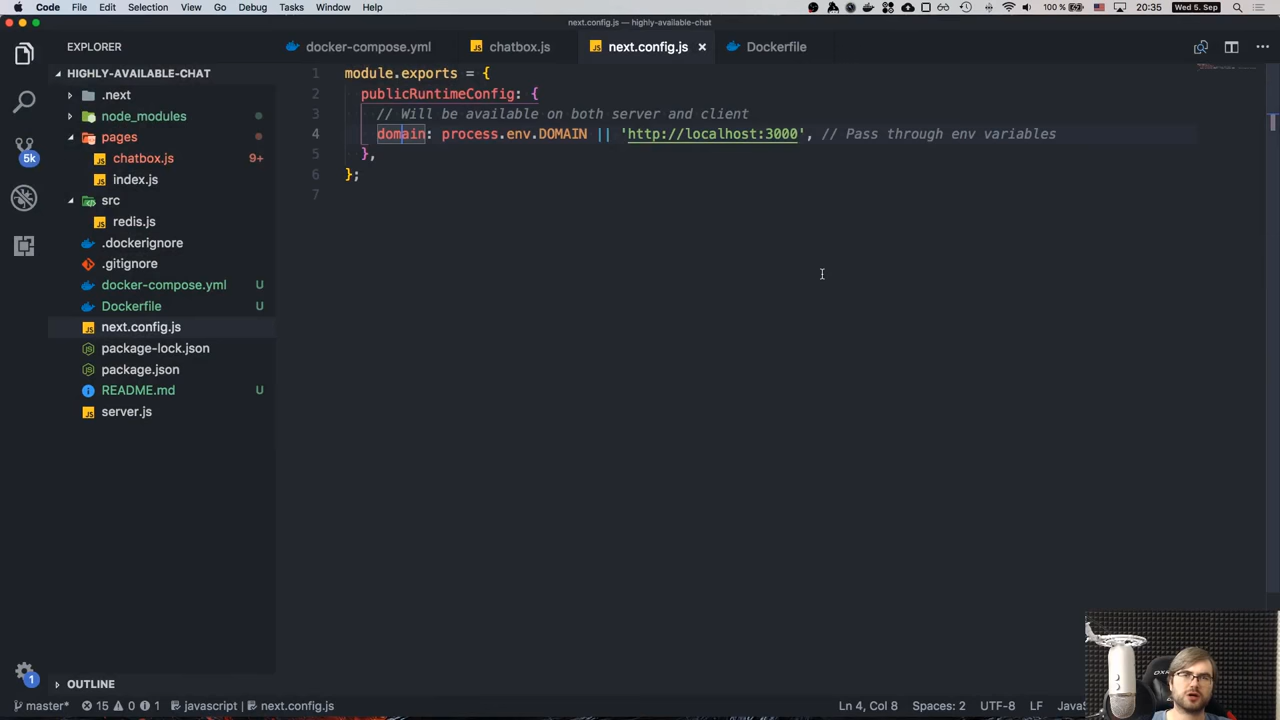 Code File Edit Selection View Go Debug Tasks Window Help 100 % 20:35 Wed 5. Sep
next.config.js — highly-available-chat
EXPLORER
docker-compose.yml chatbox.js next.config.js Dockerfile
HIGHLY-AVAILABLE-CHAT
.next
node_modules
pages
chatbox.js 9+
index.js
src
redis.js
.dockerignore
.gitignore
docker-compose.yml U
Dockerfile U
next.config.js
package-lock.json
package.json
README.md U
server.js
5k
1 module.exports = {
2 publicRuntimeConfig: {
3 // Will be available on both server and client
4 domain: process.env.DOMAIN || 'http://localhost:3000', // Pass through env variables
5 },
6 };
7
OUTLINE
1
master* 15 0 1 javascript next.config.js Ln 4, Col 8 Spaces: 2 UTF-8 LF